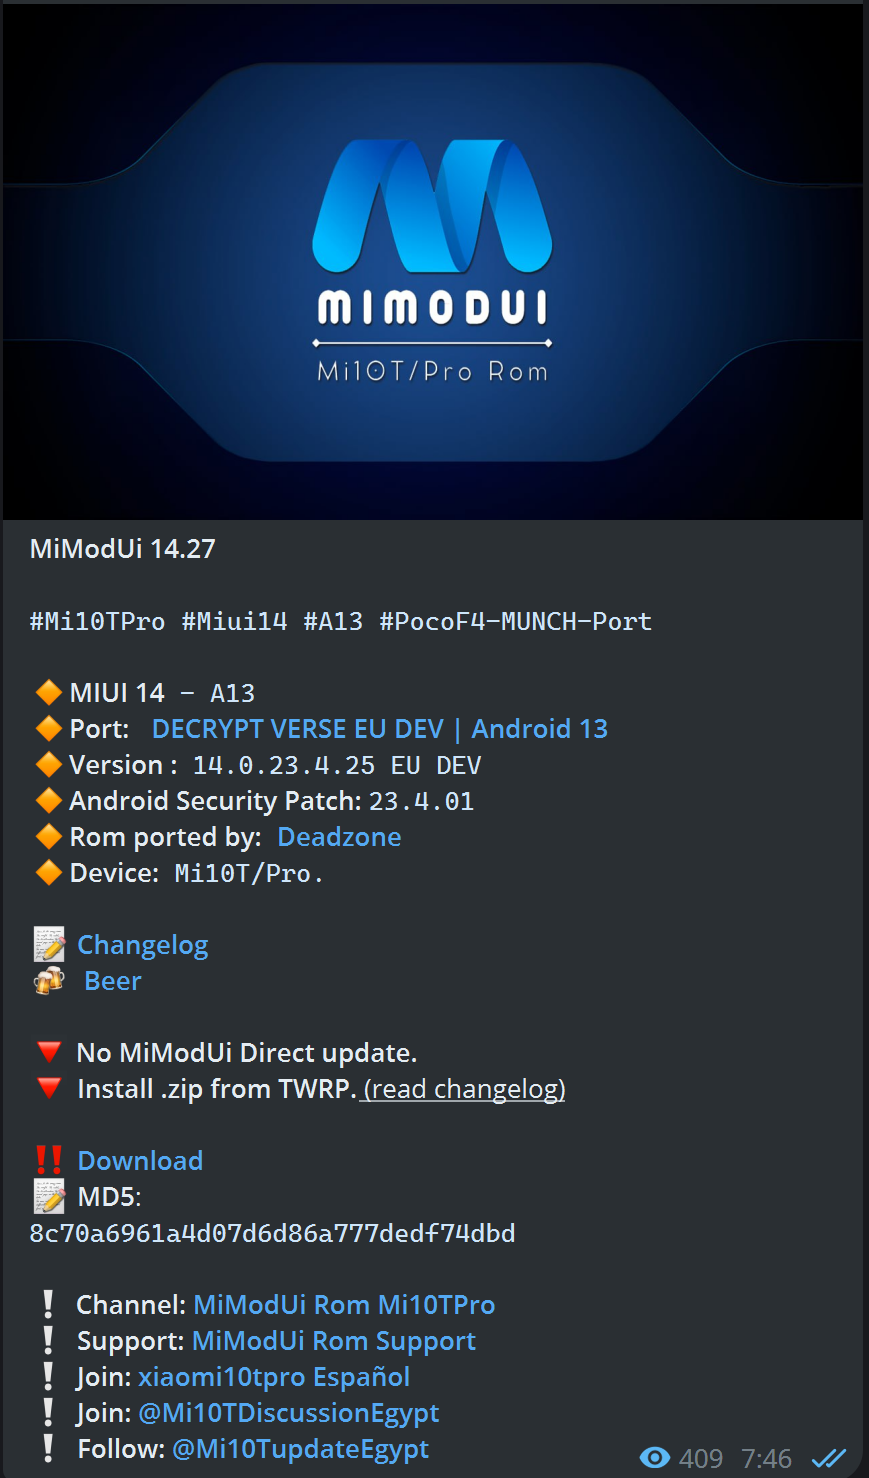 MIMODUI
Mi10T/Pro Rom
MiModUi 14.27
#Mi10TPro #Miui14 #A13 #PocoF4-MUNCH-Port
🔶 MIUI 14 - A13
🔶 Port: DECRYPT VERSE EU DEV | Android 13
🔶 Version : 14.0.23.4.25 EU DEV
🔶 Android Security Patch: 23.4.01
🔶 Rom ported by: Deadzone
🔶 Device: Mi10T/Pro.
📝 Changelog
🍻 Beer
🔻 No MiModUi Direct update.
🔻 Install .zip from TWRP. (read changelog)
‼️ Download
📝 MD5:
8c70a6961a4d07d6d86a777dedf74dbd
❕ Channel: MiModUi Rom Mi10TPro
❕ Support: MiModUi Rom Support
❕ Join: xiaomi10tpro Español
❕ Join: @Mi10TDiscussionEgypt
❕ Follow: @Mi10TupdateEgypt
409 7:46